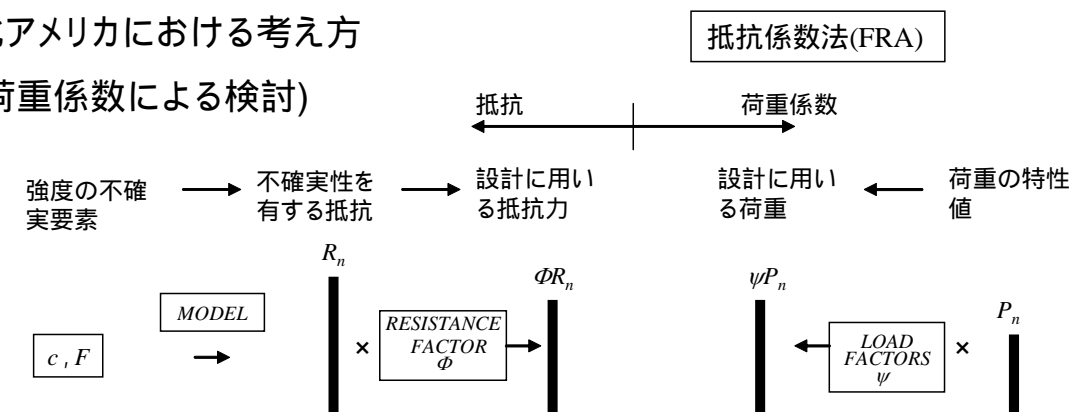 アメリカにおける考え方
抵抗係数法(FRA)
荷重係数による検討)
抵抗
荷重係数
強度の不確
実要素
不確実性を
有する抵抗
設計に用い
る抵抗力
設計に用い
る荷重
荷重の特性
値
Rn
ΦRn
ψPn
Pn
MODEL
c , F
×
RESISTANCE
FACTOR
Φ
LOAD
FACTORS
ψ
×